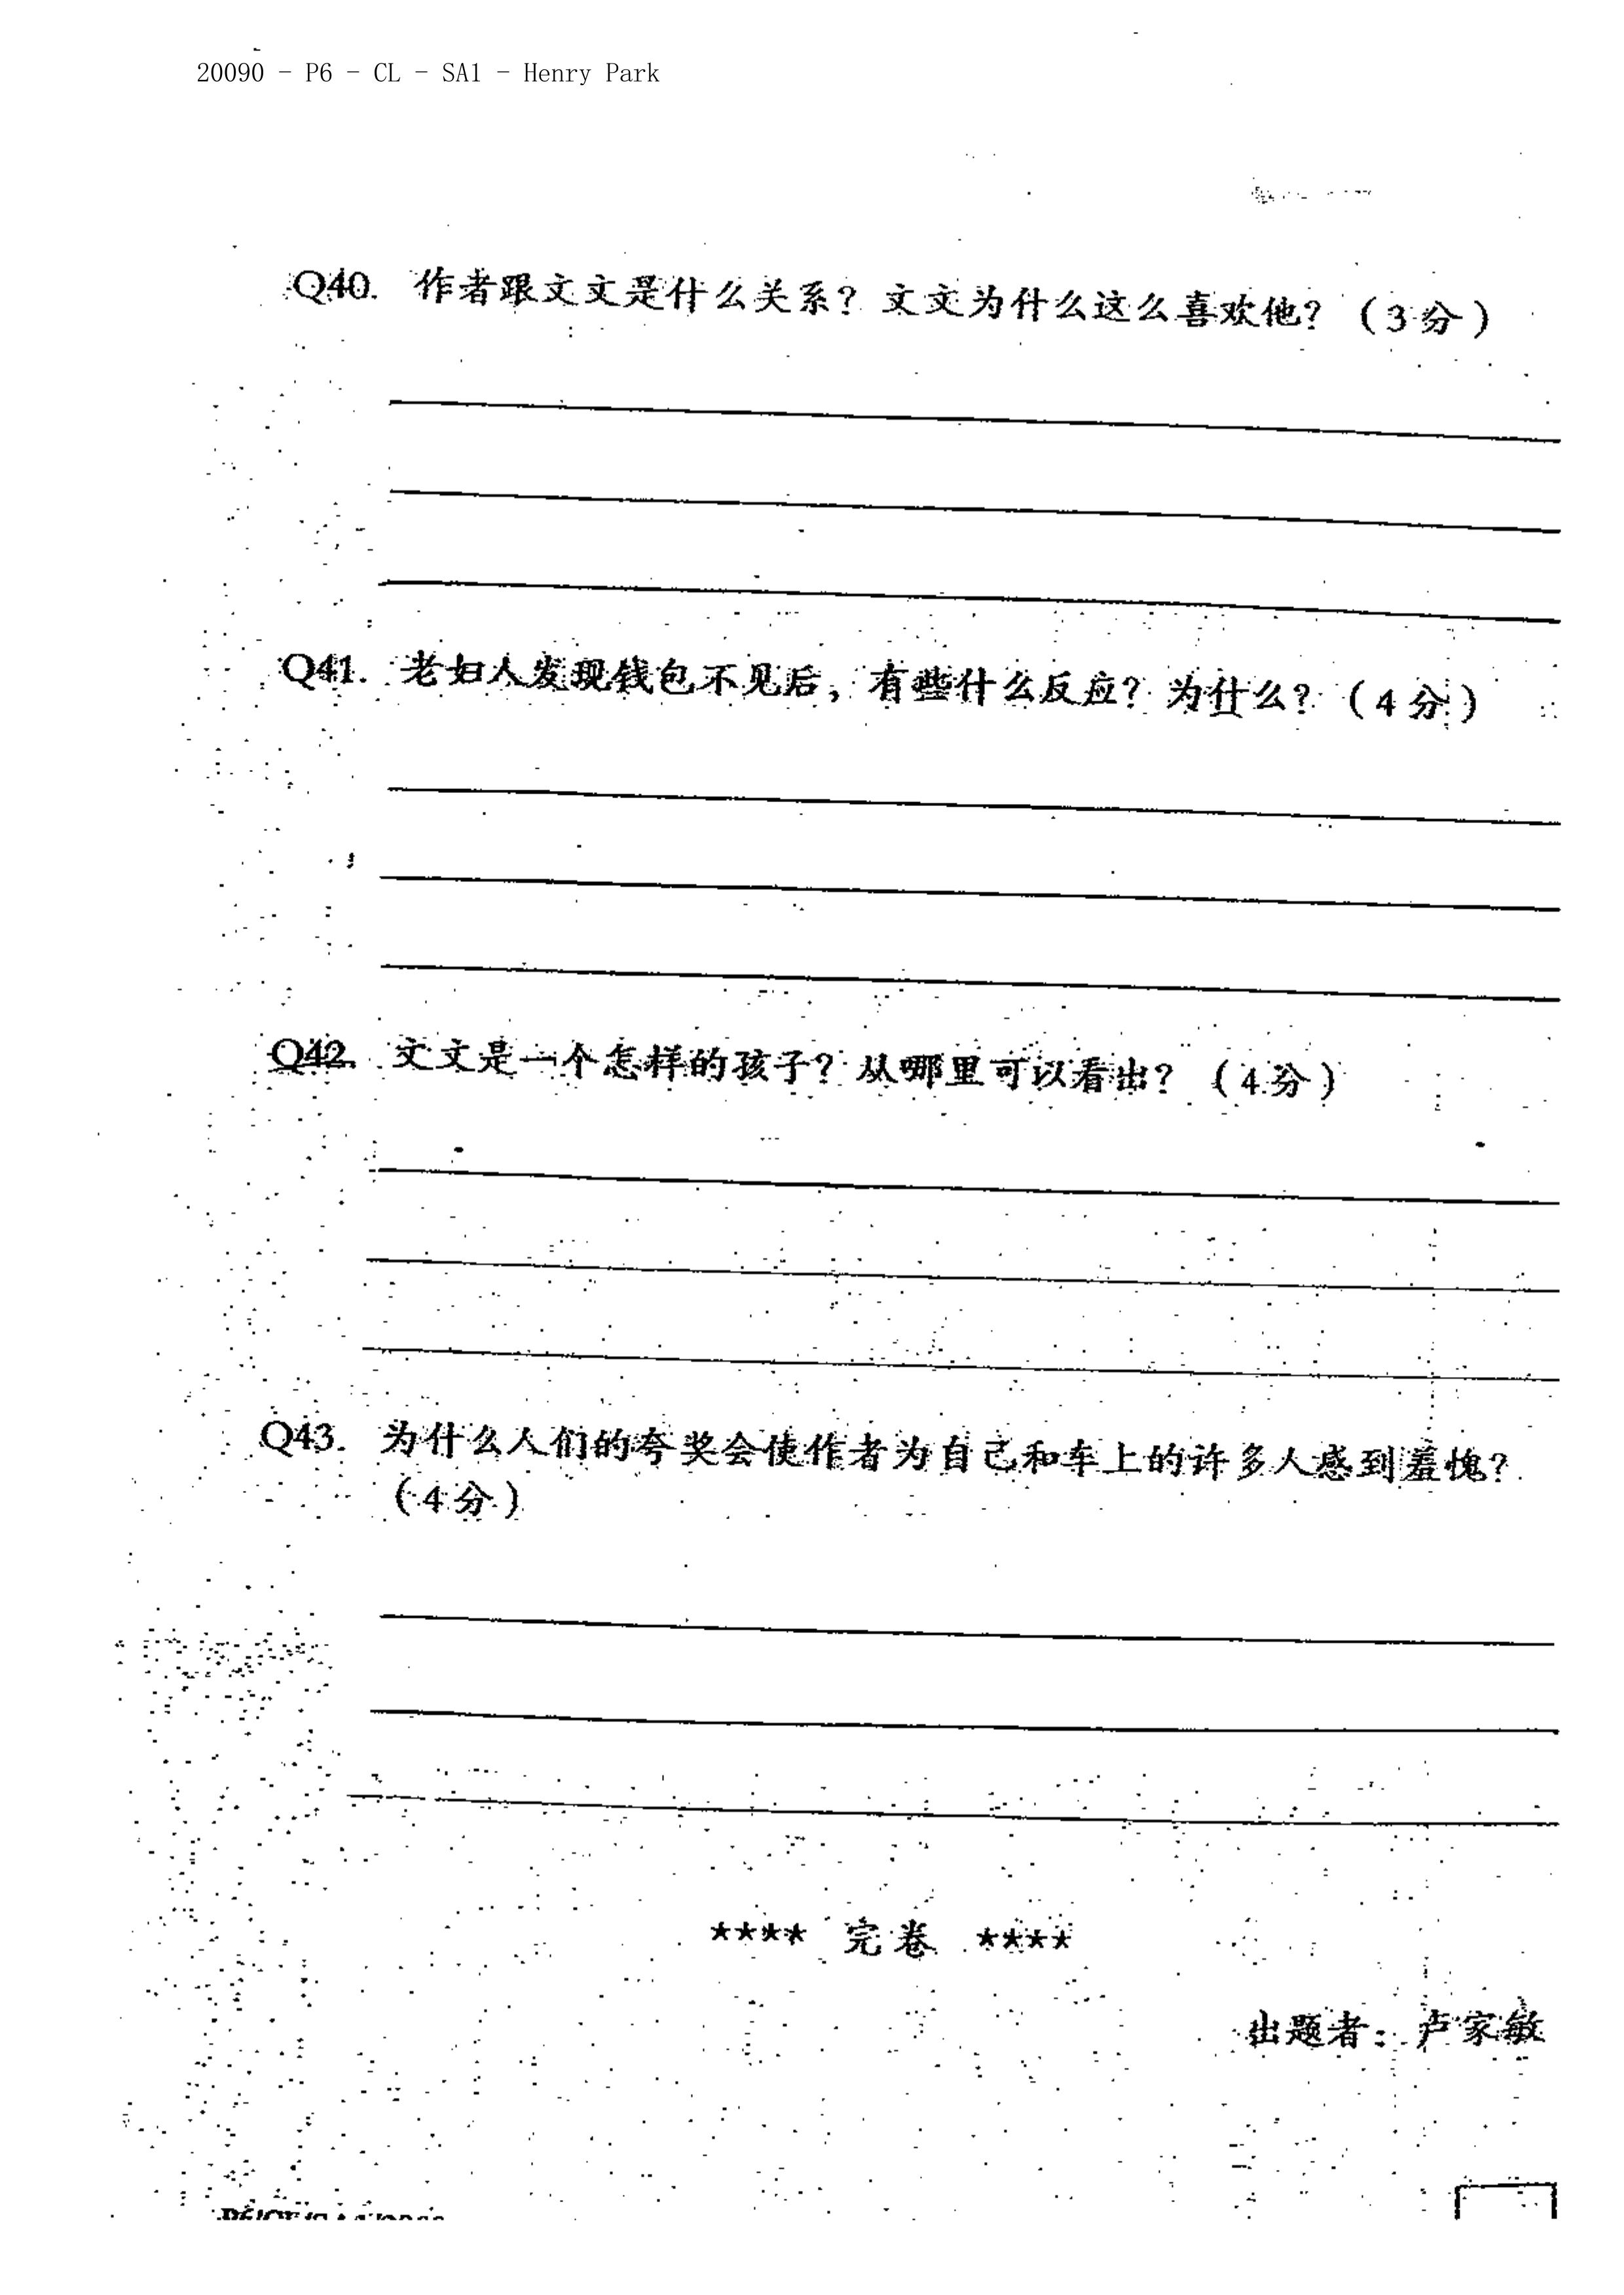 20090 - P6 - CL - SA1 - Henry Park
Q40. 作者跟文文是什么关系？文文为什么这么喜欢他？（3分）
Q41. 老妇人发现钱包不见后，有些什么反应？为什么？（4分）
Q42. 文文是一个怎样的孩子？从哪里可以看出？（4分）
Q43. 为什么人们的夸奖会使作者为自己和车上的许多人感到羞愧？
（4分）
**** 完卷 ****
出题者：卢家敏